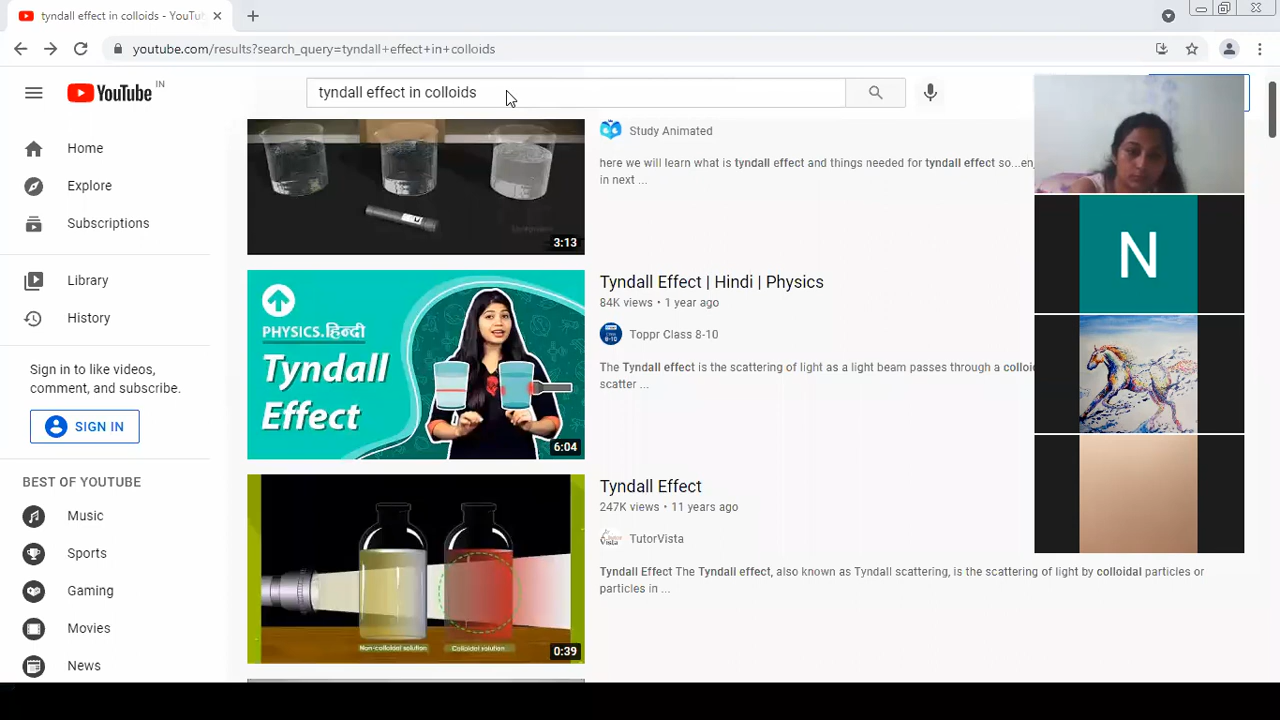 tyndall effect in colloids - YouTu
youtube.com/results?search_query=tyndall+effect+in+colloids
YouTube IN
tyndall effect in colloids
Home
Explore
Subscriptions
Library
History
Sign in to like videos,
comment, and subscribe.
SIGN IN
BEST OF YOUTUBE
Music
Sports
Gaming
Movies
News
3:13
Study Animated
here we will learn what is tyndall effect and things needed for tyndall effect so...en
in next ...
PHYSICS.हिन्दी
Tyndall
Effect
6:04
Tyndall Effect | Hindi | Physics
84K views • 1 year ago
Toppr Class 8-10
The Tyndall effect is the scattering of light as a light beam passes through a colloi
scatter ...
Non-colloidal solution
Colloidal solution
0:39
Tyndall Effect
247K views • 11 years ago
TutorVista
Tyndall Effect The Tyndall effect, also known as Tyndall scattering, is the scattering of light by colloidal particles or
particles in ...
N